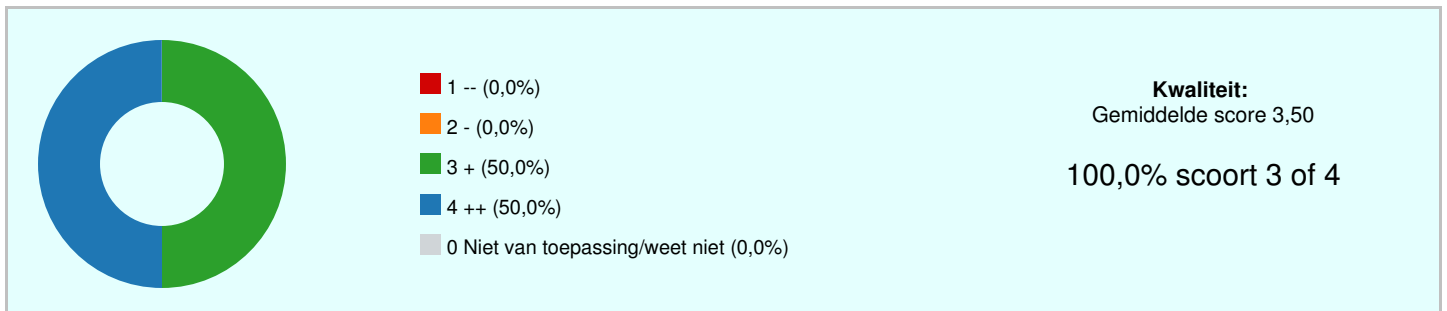 1 -- (0,0%)
2 - (0,0%)
3 + (50,0%)
4 ++ (50,0%)
0 Niet van toepassing/weet niet (0,0%)
Kwaliteit:
Gemiddelde score 3,50
100,0% scoort 3 of 4